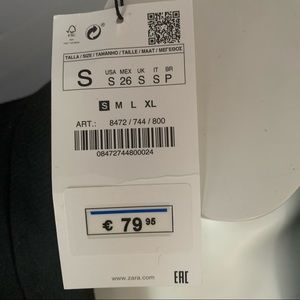 FSC
TALLA / SIZE / TAMANHO / TAILLE / MAAT / ΜΕΓΕΘΟΣ
S
USA MEX UK IT BR
S 26 S S P
S M L XL
ART.: 8472 / 744 / 800
08472744800024
€ 79 95
www.zara.com
EAC